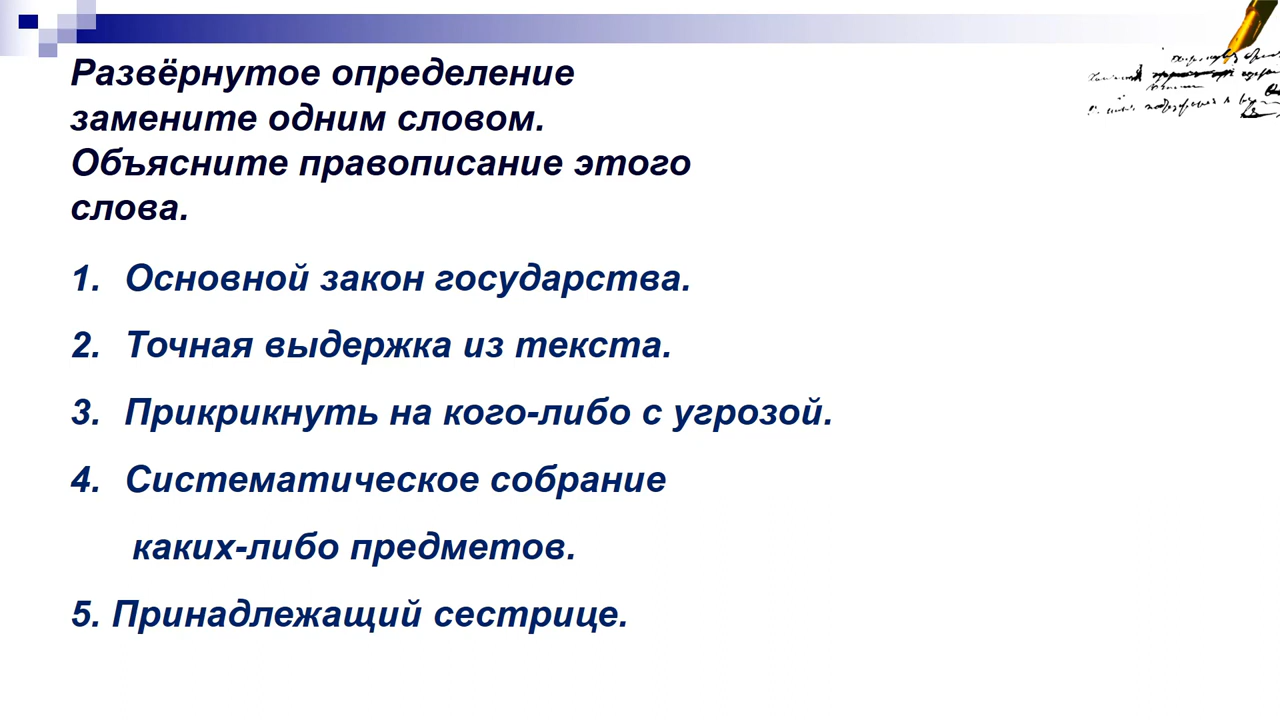 Развёрнутое определение
замените одним словом.
Объясните правописание этого
слова.
1. Основной закон государства.
2. Точная выдержка из текста.
3. Прикрикнуть на кого-либо с угрозой.
4. Систематическое собрание
каких-либо предметов.
5. Принадлежащий сестрице.